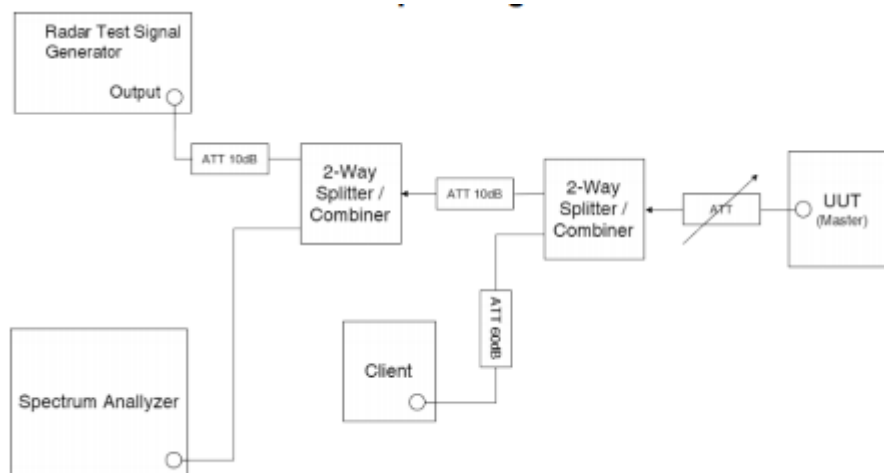 Radar Test Signal
Generator
Output
ATT 10dB
2-Way
Splitter /
Combiner
ATT 10dB
2-Way
Splitter /
Combiner
ATT
UUT
(Master)
ATT 60dB
Client
Spectrum Anallyzer